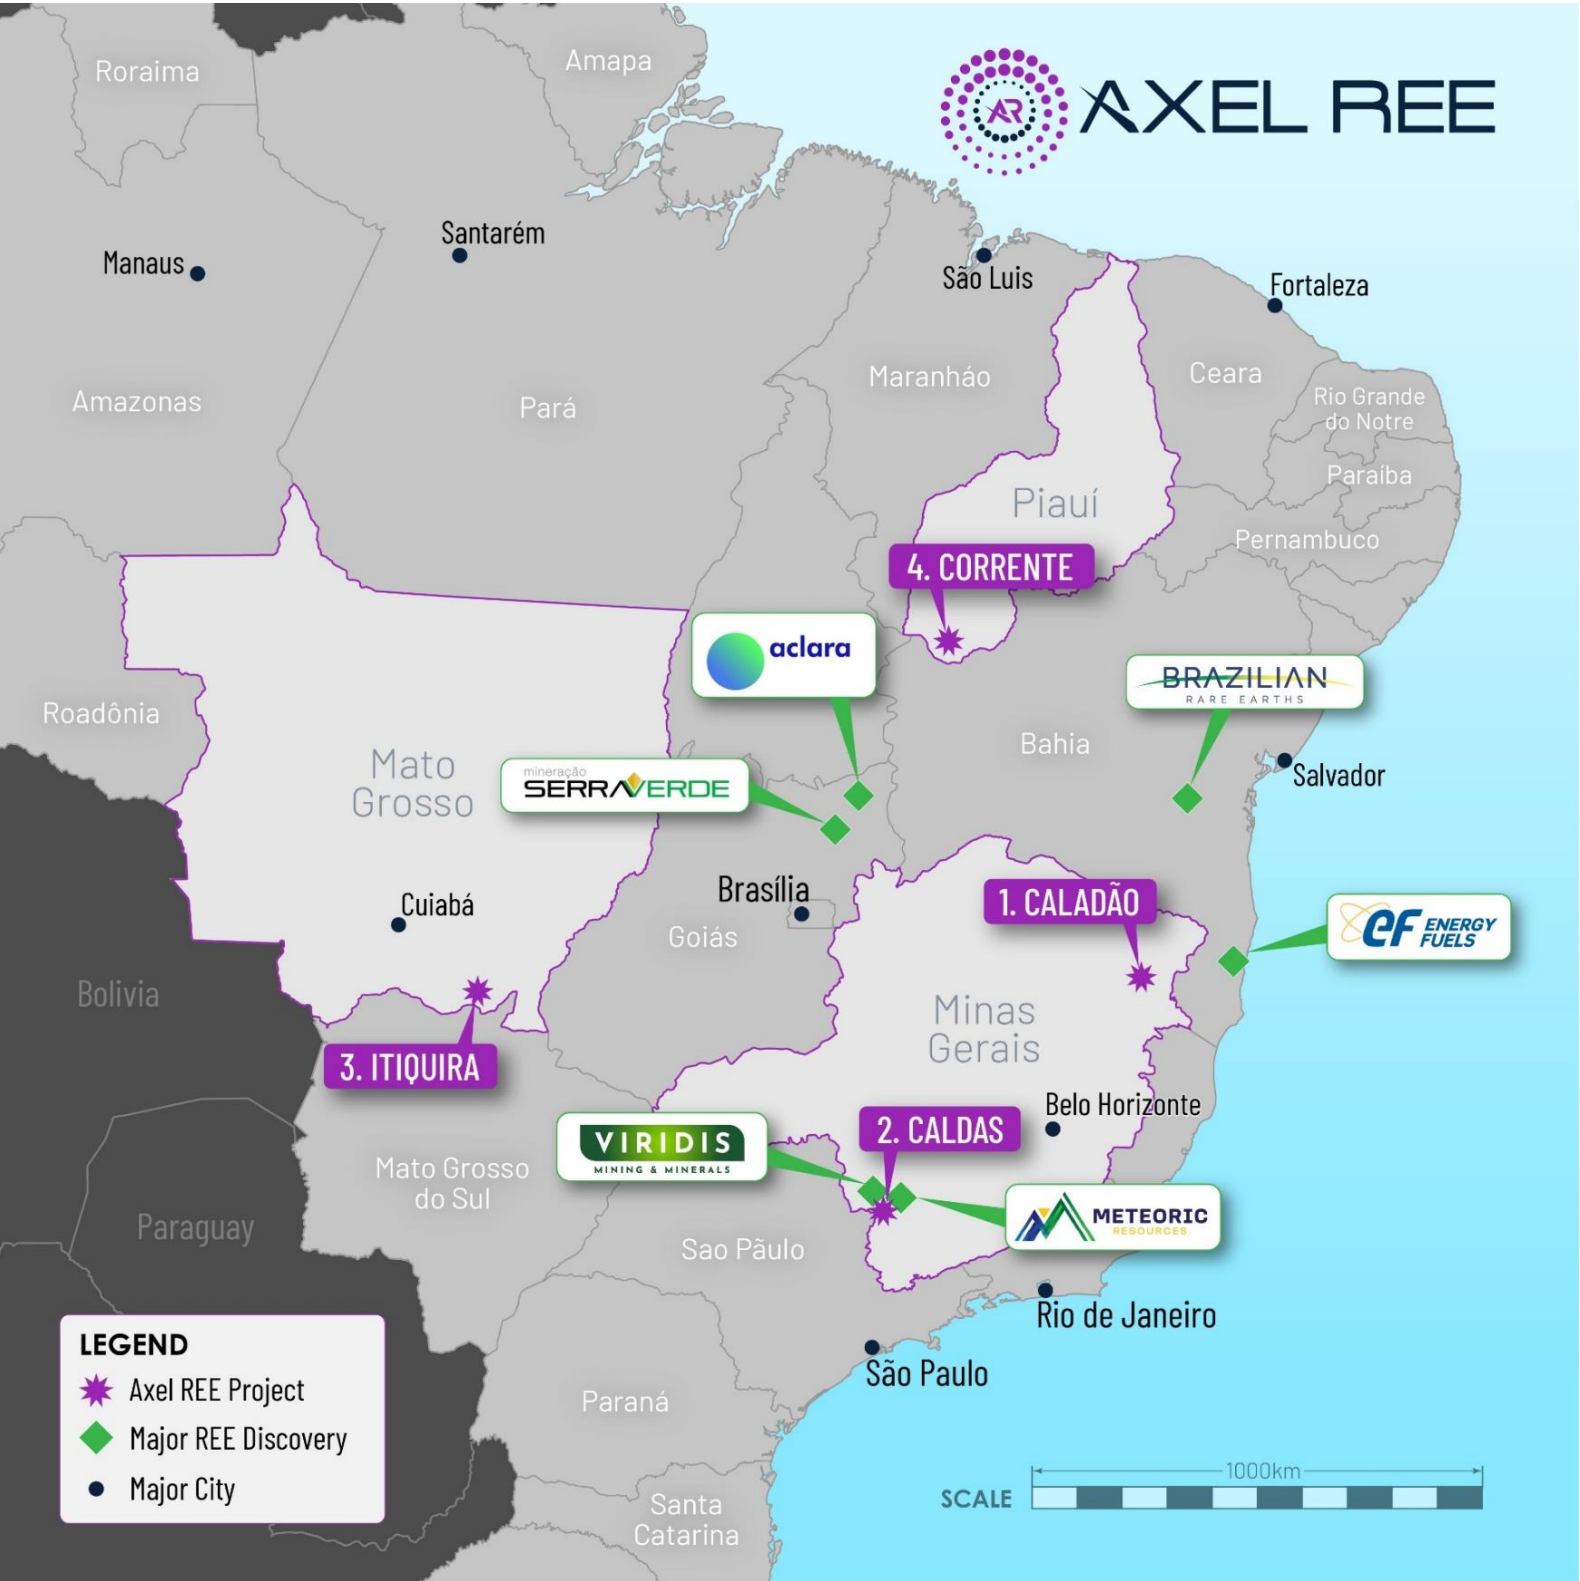 Roraima
Amapa
AR
AXEL REE
Santarém
Manaus
São Luis
Fortaleza
Maranháo
Ceara
Amazonas
Pará
Rio Grande
do Notre
Paraíba
Piauí
Pernambuco
4. CORRENTE
aclara
BRAZILIAN
RARE EARTHS
Roadônia
Bahia
Mato
Grosso
mineração
SERRAVERDE
Salvador
Brasília
1. CALADÃO
Cuiabá
Goiás
eF ENERGY
FUELS
Bolivia
Minas
Gerais
3. ITIQUIRA
Belo Horizonte
2. CALDAS
VIRIDIS
MINING & MINERALS
Mato Grosso
do Sul
Paraguay
METEORIC
RESOURCES
Sao Pãulo
Rio de Janeiro
São Paulo
LEGEND
Axel REE Project
Major REE Discovery
Major City
Paraná
Santa
Catarina
1000km
SCALE